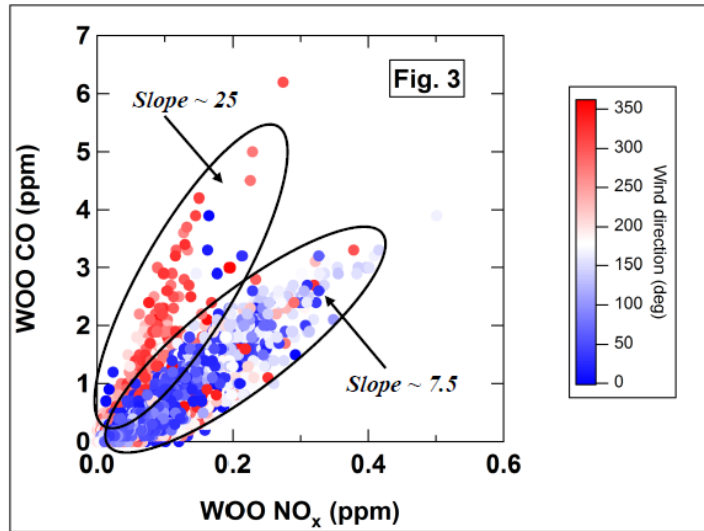 Fig. 3
Slope ~ 25
Slope ~ 7.5
WOO CO (ppm)
7
6
5
4
3
2
1
0
0.0 0.2 0.4 0.6
WOO NOx (ppm)
350
300
250
200
150
100
50
0
Wind direction (deg)